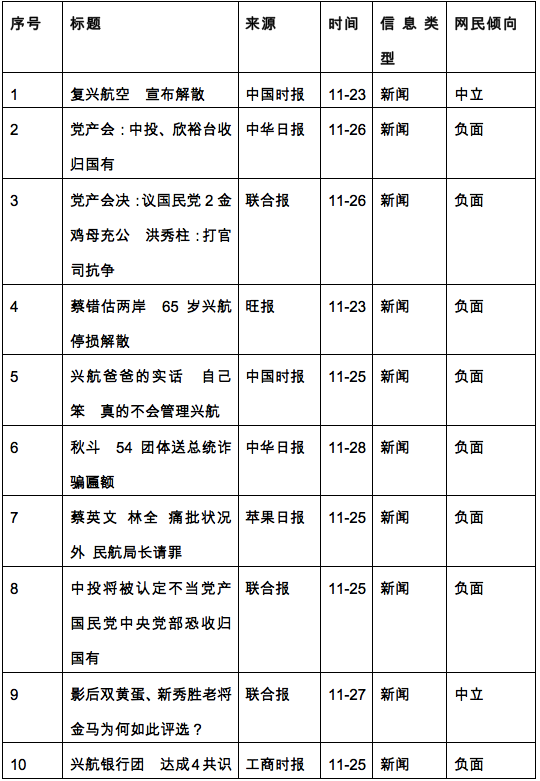 序号 标题 来源 时间 信息类 网民倾向
型
1 复兴航空 宣布解散 中国时报 11-23 新闻 中立
2 党产会：中投、欣裕台收 中华日报 11-26 新闻 负面
归国有
3 党产会决：议国民党 2 金 联合报 11-26 新闻 负面
鸡母充公 洪秀柱：打官
司抗争
4 蔡错估两岸 65 岁兴航 旺报 11-23 新闻 负面
停损解散
5 兴航爸爸的实话 自己 中国时报 11-25 新闻 负面
笨 真的不会管理兴航
6 秋斗 54 团体送总统诈 中华日报 11-28 新闻 负面
骗匾额
7 蔡英文 林全 痛批状况 苹果日报 11-25 新闻 负面
外 民航局长请罪
8 中投将被认定不当党产 联合报 11-25 新闻 负面
国民党中央党部恐收归
国有
9 影后双黄蛋、新秀胜老将 联合报 11-27 新闻 中立
金马为何如此评选？
10 兴航银行团 达成4共识 工商时报 11-25 新闻 负面